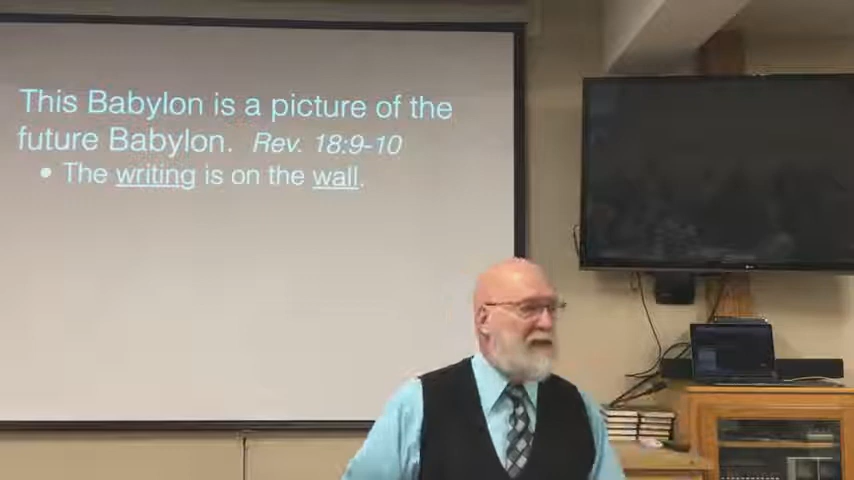 This Babylon is a picture of the
future Babylon. Rev. 18:9-10
• The writing is on the wall.